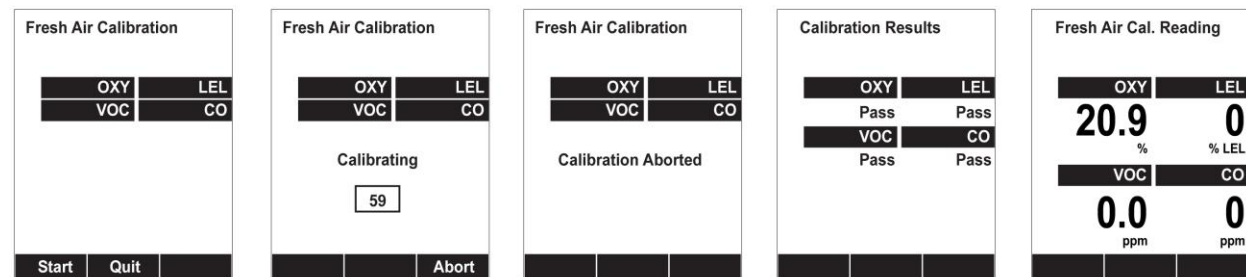 Fresh Air Calibration
OXY LEL
VOC CO
Start Quit
Fresh Air Calibration
OXY LEL
VOC CO
Calibrating
59
Abort
Fresh Air Calibration
OXY LEL
VOC CO
Calibration Aborted
Calibration Results
OXY LEL
Pass Pass
VOC CO
Pass Pass
Fresh Air Cal. Reading
OXY LEL
20.9 0
% % LEL
VOC CO
0.0 0
ppm ppm